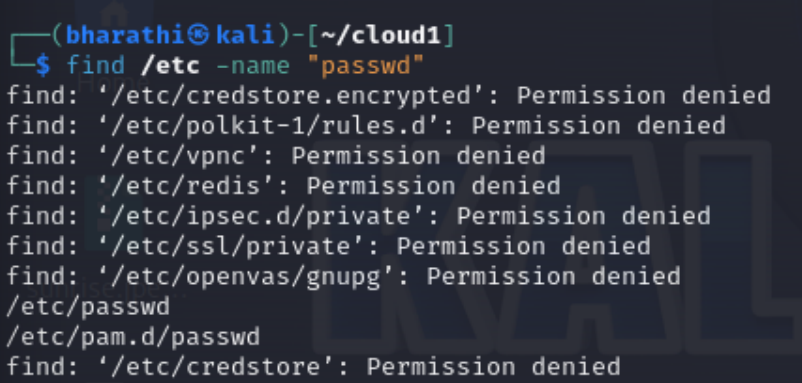 ┌──(bharathi㉿kali)-[~/cloud1]
└─$ find /etc -name "passwd"
find: ‘/etc/credstore.encrypted’: Permission denied
find: ‘/etc/polkit-1/rules.d’: Permission denied
find: ‘/etc/vpnc’: Permission denied
find: ‘/etc/redis’: Permission denied
find: ‘/etc/ipsec.d/private’: Permission denied
find: ‘/etc/ssl/private’: Permission denied
find: ‘/etc/openvas/gnupg’: Permission denied
/etc/passwd
/etc/pam.d/passwd
find: ‘/etc/credstore’: Permission denied